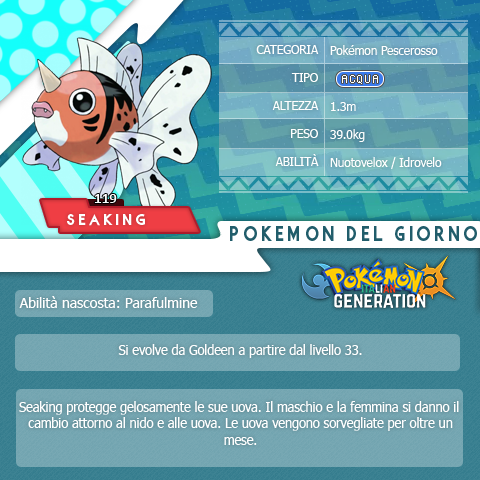 CATEGORIA Pokémon Pescerosso
TIPO ACQUA
ALTEZZA 1.3m
PESO 39.0kg
ABILITÀ Nuotovelox / Idrovelo
119
SEAKING
POKEMON DEL GIORNO
Pokémon
ITALIAN
GENERATION
Abilità nascosta: Parafulmine
Si evolve da Goldeen a partire dal livello 33.
Seaking protegge gelosamente le sue uova. Il maschio e la femmina si danno il
cambio attorno al nido e alle uova. Le uova vengono sorvegliate per oltre un
mese.